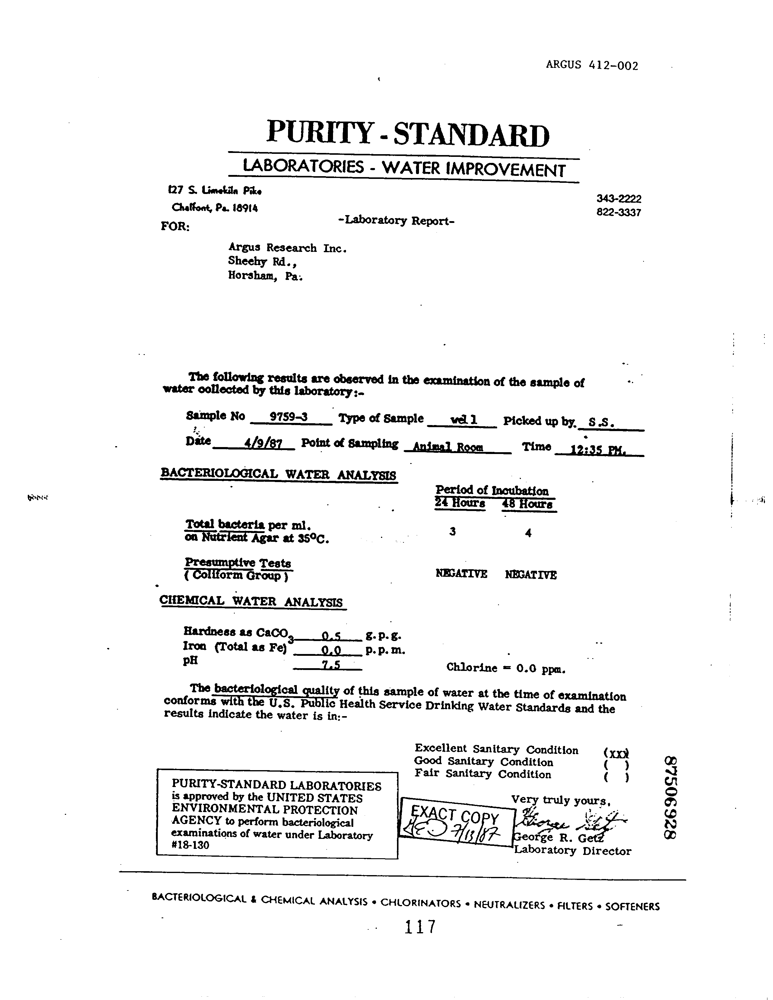 ARGUS 412-002
PURITY - STANDARD
LABORATORIES - WATER IMPROVEMENT
127 S. Limekiln Pike
Chalfont, Pa. 18914
343-2222
822-3337
-Laboratory Report-
FOR:
Argus Research Inc.
Sheehy Rd.,
Horsham, Pa.
The following results are observed in the examination of the sample of
water collected by this laboratory:-
Sample No 9759-3 Type of Sample well Picked up by. S.S.
Date 4/9/87 Point of Sampling Animal Room Time 12:35 PM.
BACTERIOLOGICAL WATER ANALYSIS
Period of Incubation
24 Hours 48 Hours
Total bacteria per ml.
on Nutrient Agar at 35°C. 3 4
Presumptive Tests
( Coliform Group ) NEGATIVE NEGATIVE
CHEMICAL WATER ANALYSIS
Hardness as CaCO3 0.5 g.p.g.
Iron (Total as Fe) 0.0 p.p.m.
pH 7.5 Chlorine = 0.0 ppm.
The bacteriological quality of this sample of water at the time of examination
conforms with the U.S. Public Health Service Drinking Water Standards and the
results indicate the water is in:-
Excellent Sanitary Condition (xxx)
Good Sanitary Condition ( )
Fair Sanitary Condition ( )
PURITY-STANDARD LABORATORIES
is approved by the UNITED STATES
ENVIRONMENTAL PROTECTION
AGENCY to perform bacteriological
examinations of water under Laboratory
#18-130
EXACT COPY
7/13/87
Very truly yours,
George R. Getz
Laboratory Director
87506928
BACTERIOLOGICAL & CHEMICAL ANALYSIS • CHLORINATORS • NEUTRALIZERS • FILTERS • SOFTENERS
117